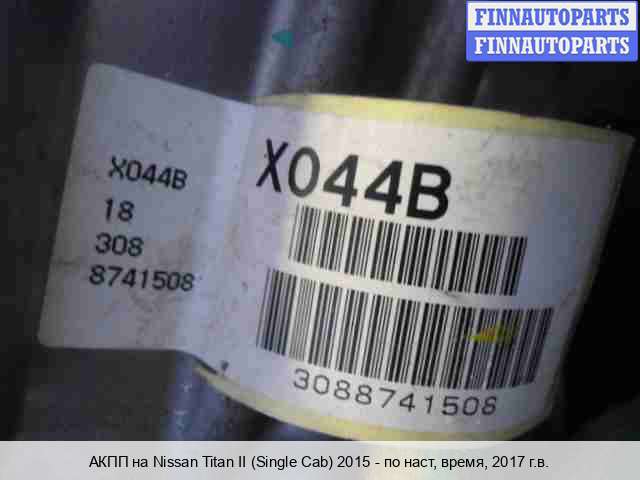 FINNAUTOPARTS
FINNAUTOPARTS
X044B
18
308
8741508
X044B
3088741508
АКПП на Nissan Titan II (Single Cab) 2015 - по наст, время, 2017 г.в.